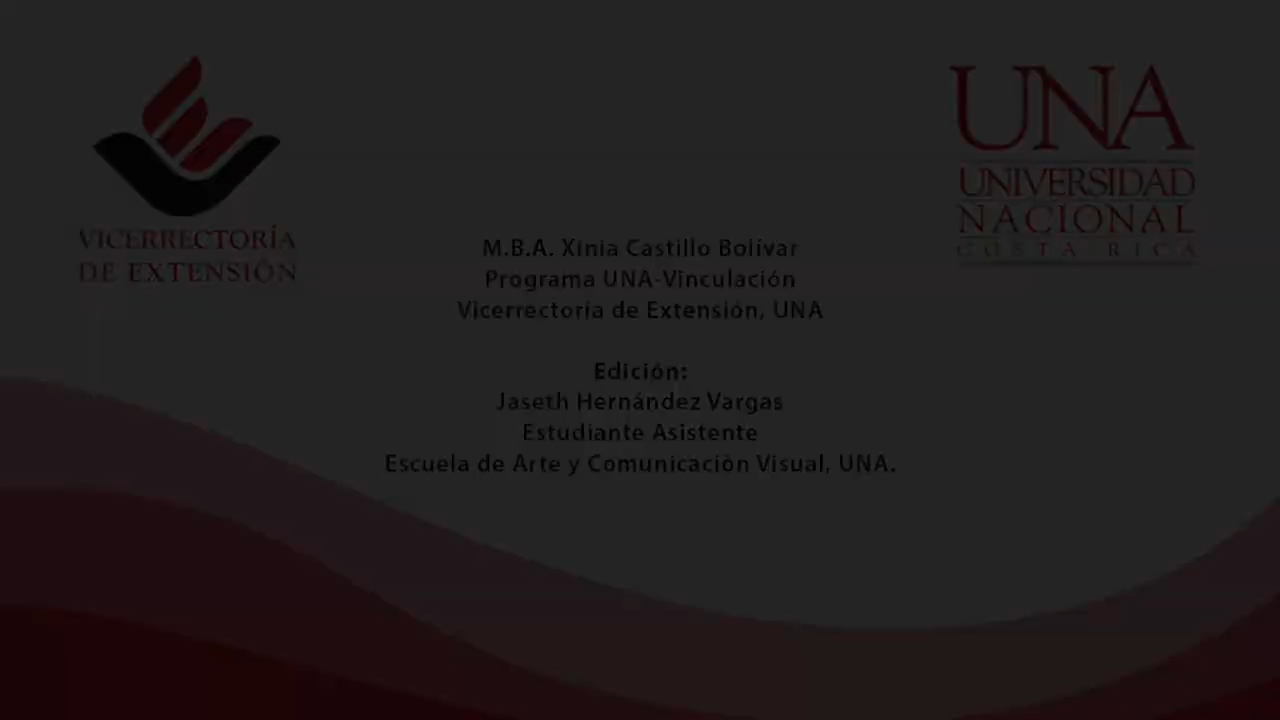 VICERRECTORÍA
DE EXTENSIÓN
UNA
UNIVERSIDAD
NACIONAL
COSTA RICA
M.B.A. Xinia Castillo Bolívar
Programa UNA-Vinculación
Vicerrectoría de Extensión, UNA
Edición:
Jaseth Hernández Vargas
Estudiante Asistente
Escuela de Arte y Comunicación Visual, UNA.